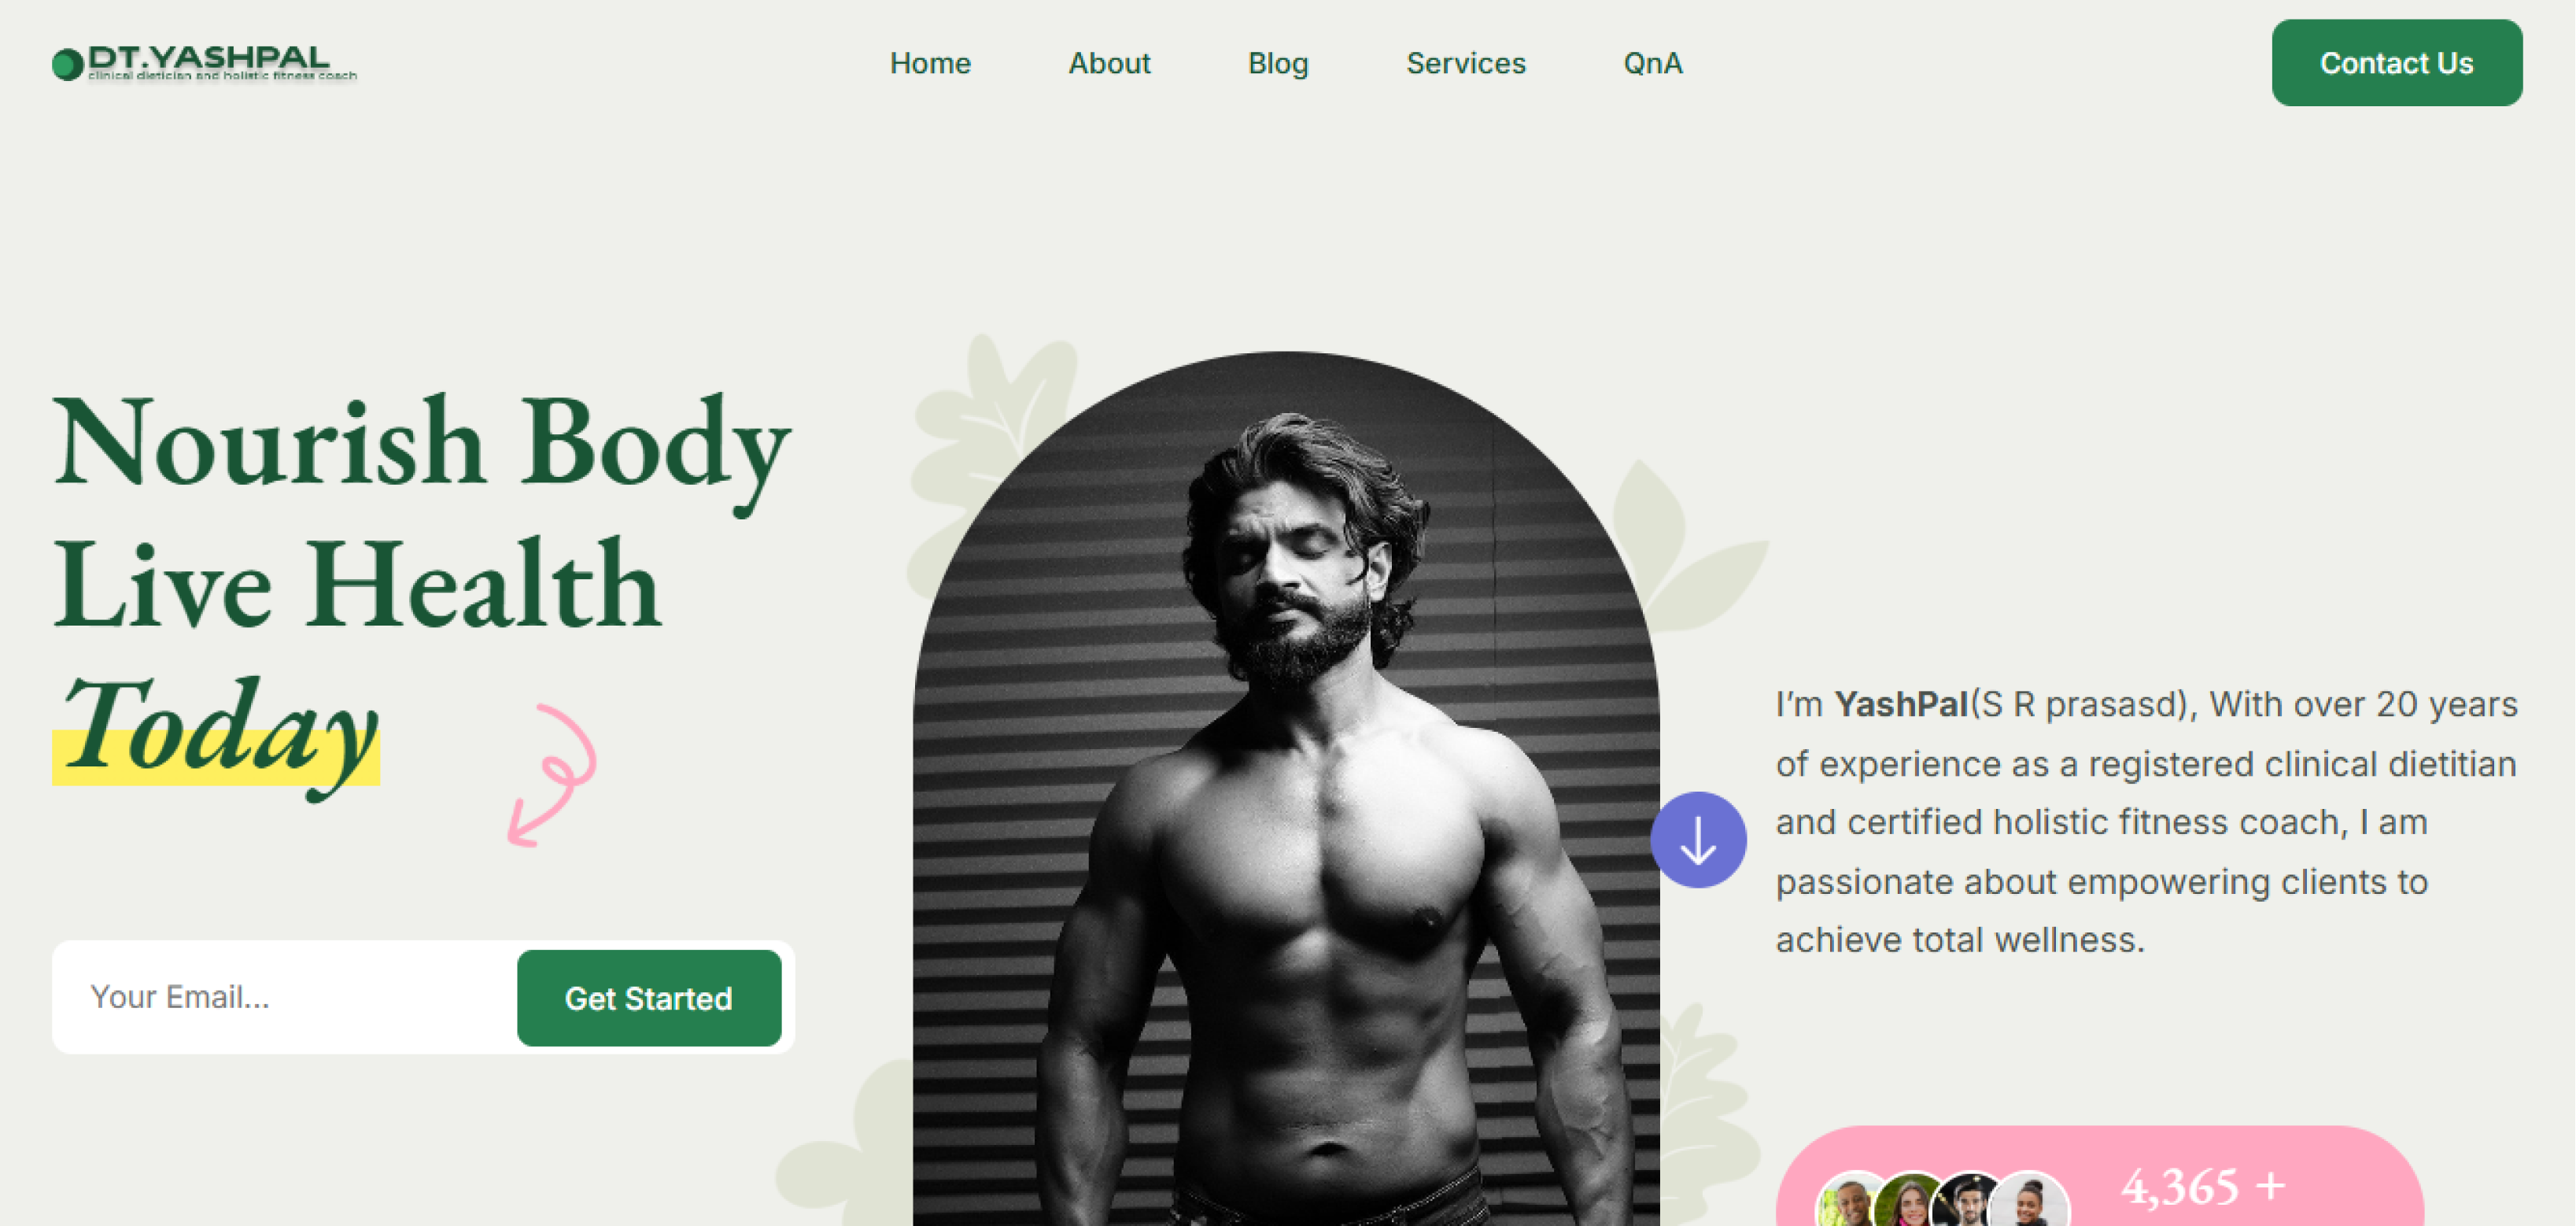 DT.YASHPAL
clinical dietician and holistic fitness coach
Home
About
Blog
Services
QnA
Contact Us
Nourish Body
Live Health
Today
Your Email...
Get Started
I’m YashPal(S R prasasd), With over 20 years
of experience as a registered clinical dietitian
and certified holistic fitness coach, I am
passionate about empowering clients to
achieve total wellness.
4,365 +